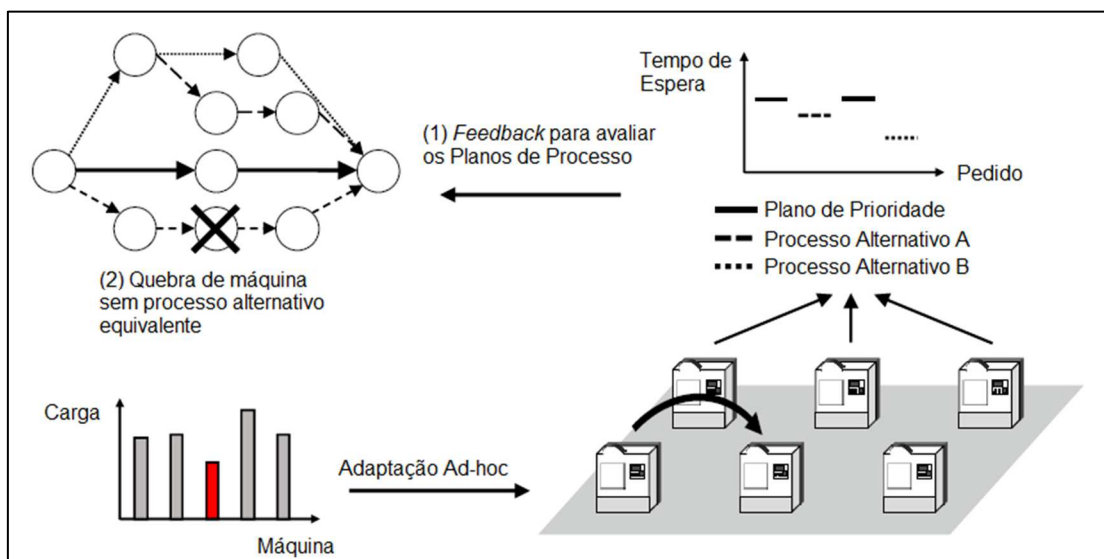 Tempo de
Espera
Pedido
(1) Feedback para avaliar
os Planos de Processo
Plano de Prioridade
Processo Alternativo A
Processo Alternativo B
(2) Quebra de máquina
sem processo alternativo
equivalente
Carga
Máquina
Adaptação Ad-hoc